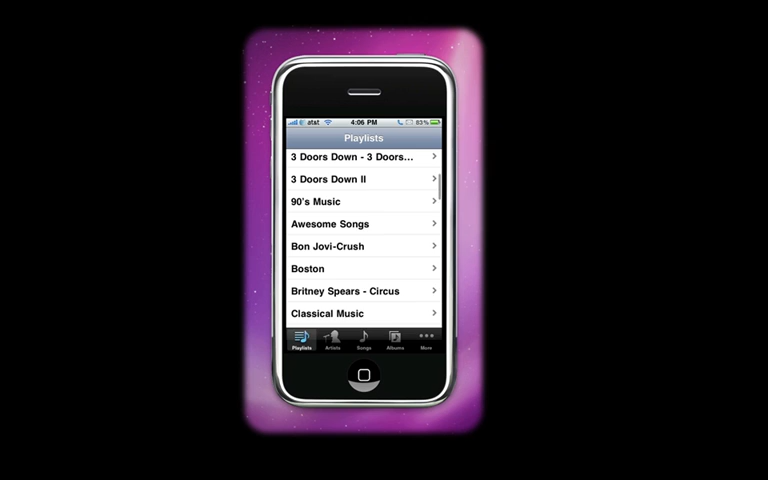 at&t 4:06 PM 83%
Playlists
3 Doors Down - 3 Doors...
3 Doors Down II
90's Music
Awesome Songs
Bon Jovi-Crush
Boston
Britney Spears - Circus
Classical Music
Playlists Artists Songs Albums More